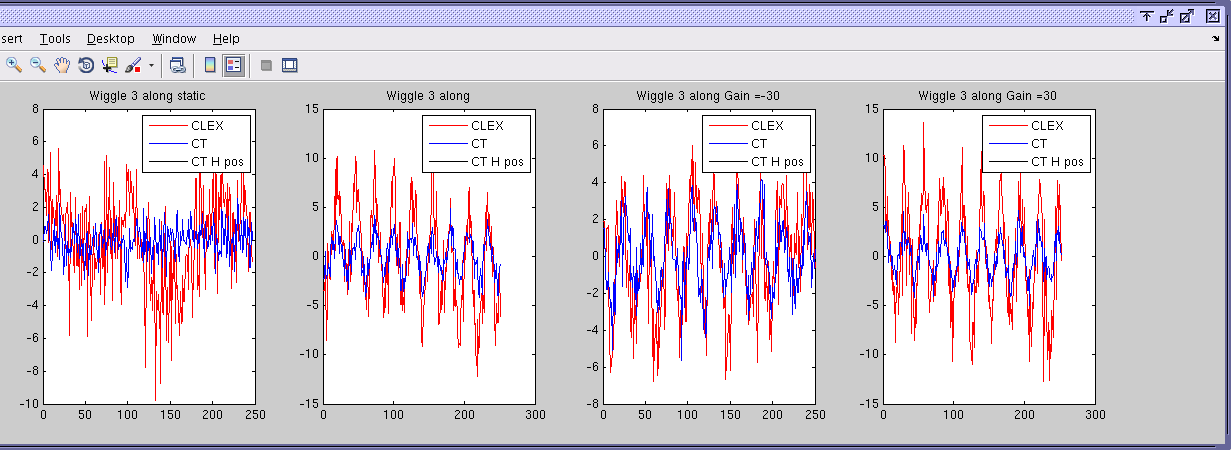 sert Tools Desktop Window Help
Wiggle 3 along static
8
6
4
2
0
-2
-4
-6
-8
-10
0 50 100 150 200 250
CLEX
CT
CT H pos
Wiggle 3 along
15
10
5
0
-5
-10
-15
0 100 200 300
CLEX
CT
CT H pos
Wiggle 3 along Gain =-30
8
6
4
2
0
-2
-4
-6
-8
0 50 100 150 200 250
CLEX
CT
CT H pos
Wiggle 3 along Gain =30
15
10
5
0
-5
-10
-15
0 100 200 300
CLEX
CT
CT H pos